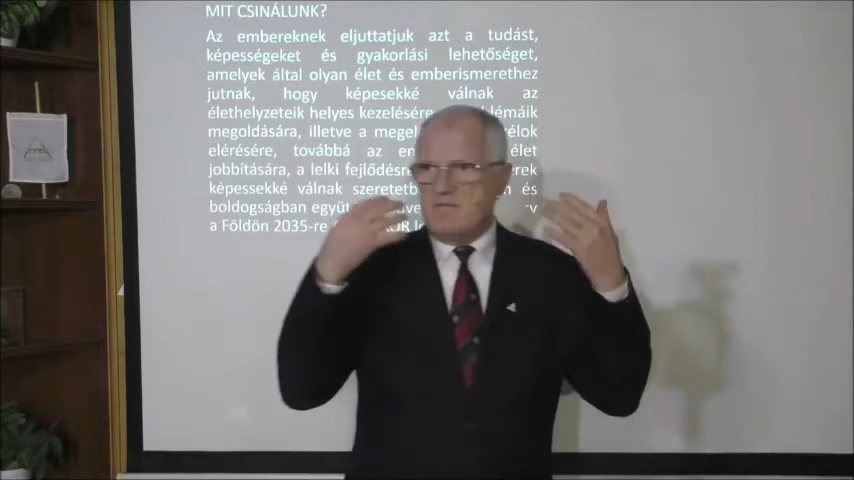 MIT CSINÁLUNK?
Az embereknek eljuttatjuk azt a tudást,
képességeket és gyakorlási lehetőséget,
amelyek által olyan élet és emberismerethez
jutnak, hogy képesekké válnak az
élethelyzeteik helyes kezelésére
megoldására, illetve a
elérésére, továbbá az élet
jobbítására, a lelki
képessekké válnak és
boldogságban
a Földön 2035-re